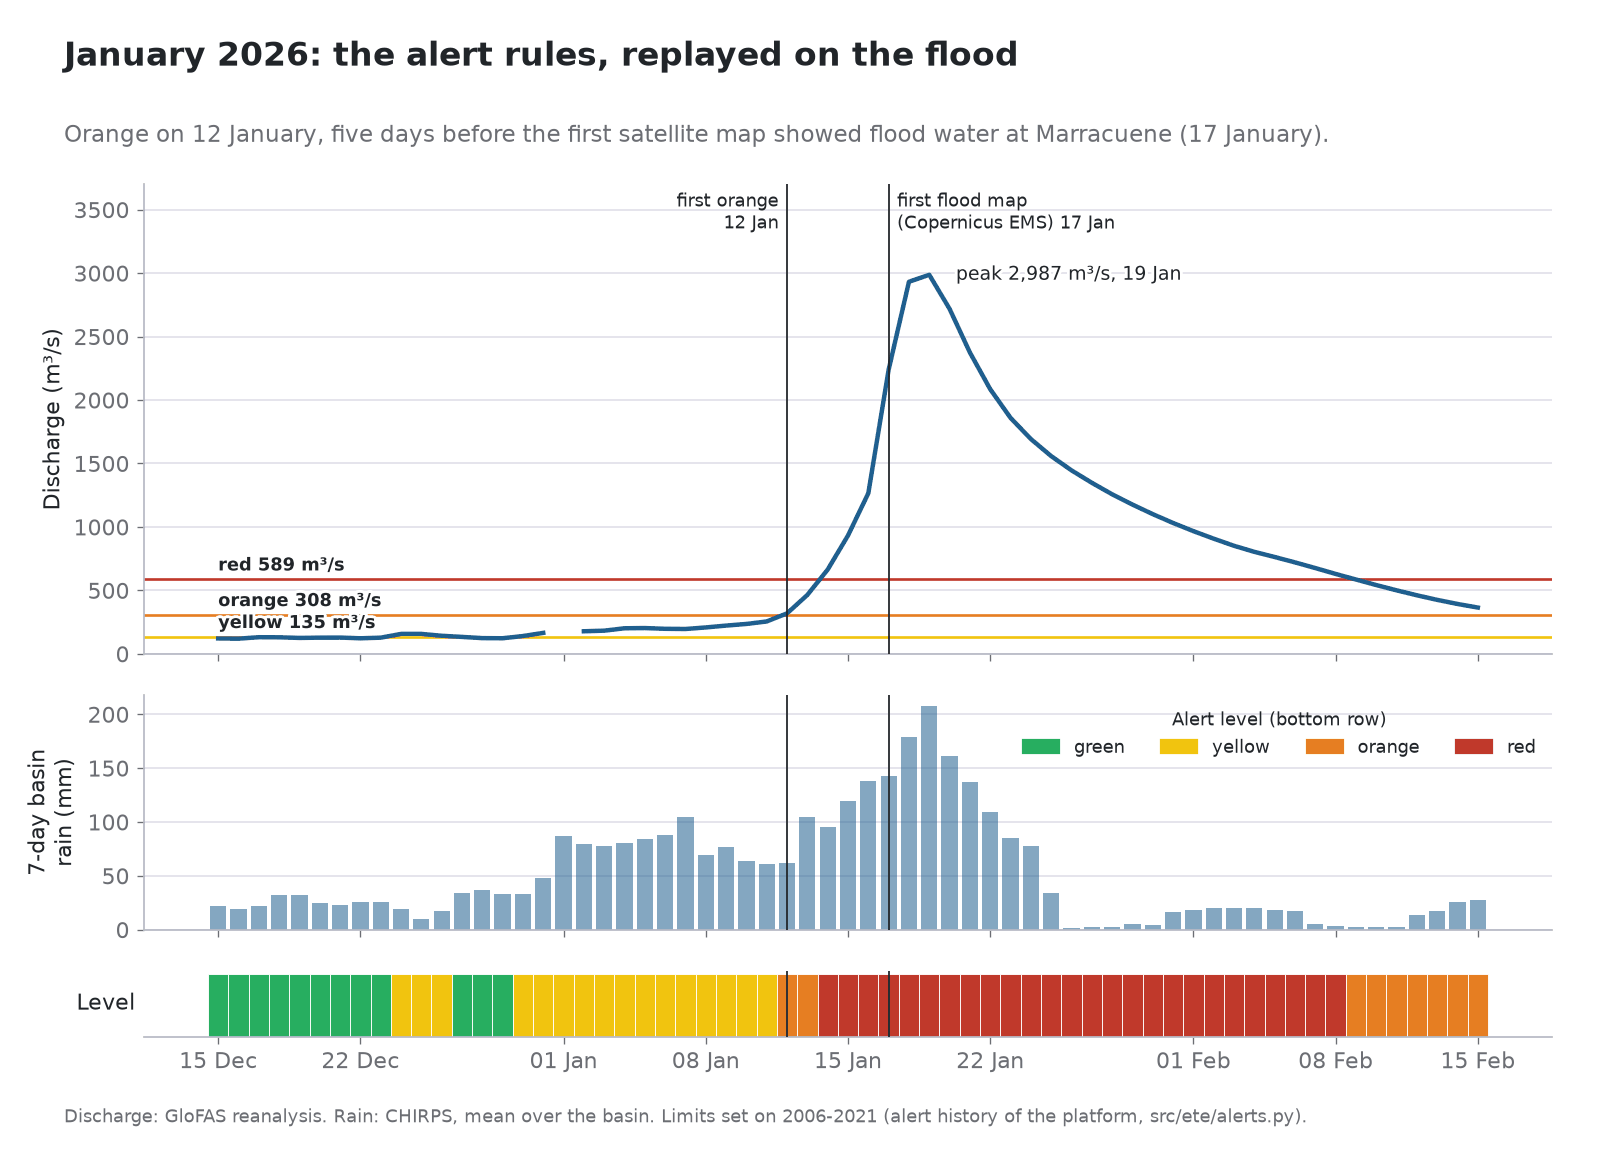 January 2026: the alert rules, replayed on the flood
Orange on 12 January, five days before the first satellite map showed flood water at Marracuene (17 January).
first orange
12 Jan
first flood map
(Copernicus EMS) 17 Jan
peak 2,987 m³/s, 19 Jan
Discharge (m³/s)
3500
3000
2500
2000
1500
1000
500
0
red 589 m³/s
orange 308 m³/s
yellow 135 m³/s
7-day basin
rain (mm)
200
150
100
50
0
Alert level (bottom row)
green
yellow
orange
red
Level
15 Dec
22 Dec
01 Jan
08 Jan
15 Jan
22 Jan
01 Feb
08 Feb
15 Feb
Discharge: GloFAS reanalysis. Rain: CHIRPS, mean over the basin. Limits set on 2006-2021 (alert history of the platform, src/ete/alerts.py).